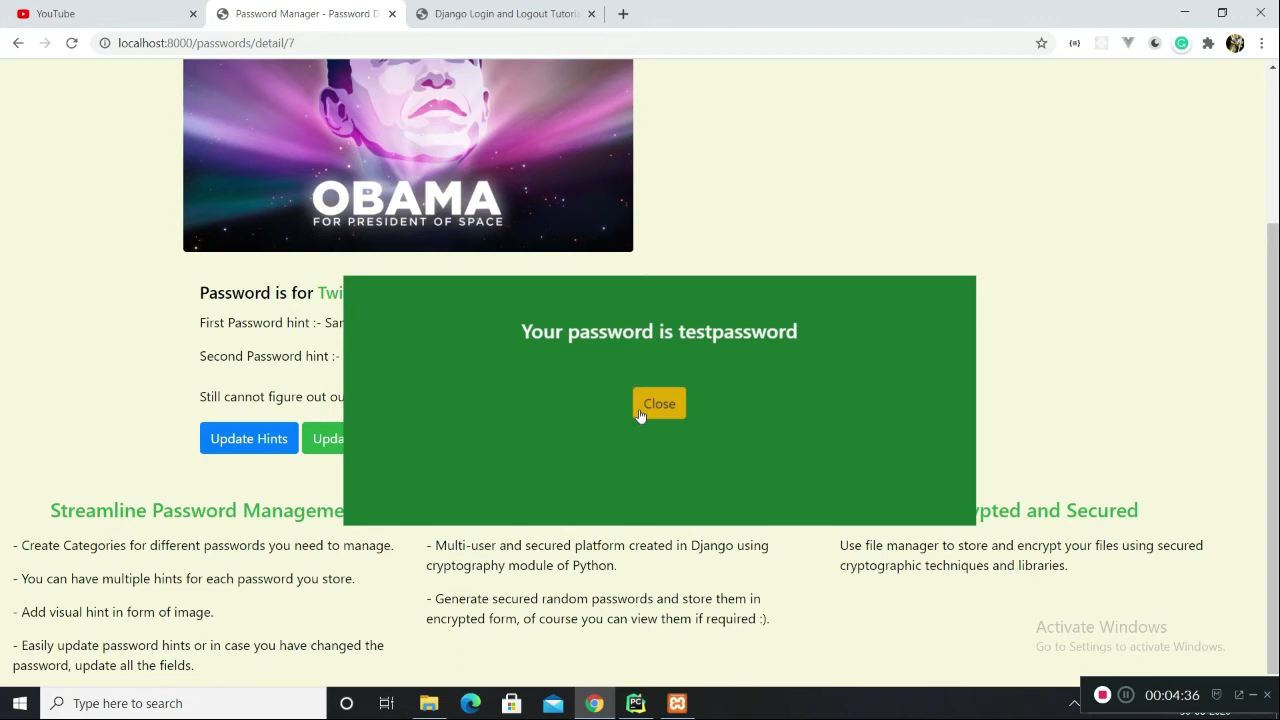 YouTube
Password Manager - Password D
Django Login and Logout Tutoria
localhost:8000/passwords/detail/7
OBAMA
FOR PRESIDENT OF SPACE
Password is for Twi
First Password hint :- Sar
Second Password hint :-
Still cannot figure out ou
Update Hints
Upda
Your password is testpassword
Close
Streamline Password Manageme
ypted and Secured
- Create Categories for different passwords you need to manage.
- You can have multiple hints for each password you store.
- Add visual hint in form of image.
- Easily update password hints or in case you have changed the
password, update all the fields.
- Multi-user and secured platform created in Django using
cryptography module of Python.
- Generate secured random passwords and store them in
encrypted form, of course you can view them if required :).
Use file manager to store and encrypt your files using secured
cryptographic techniques and libraries.
Activate Windows
Go to Settings to activate Windows.
Type here to search
00:04:36